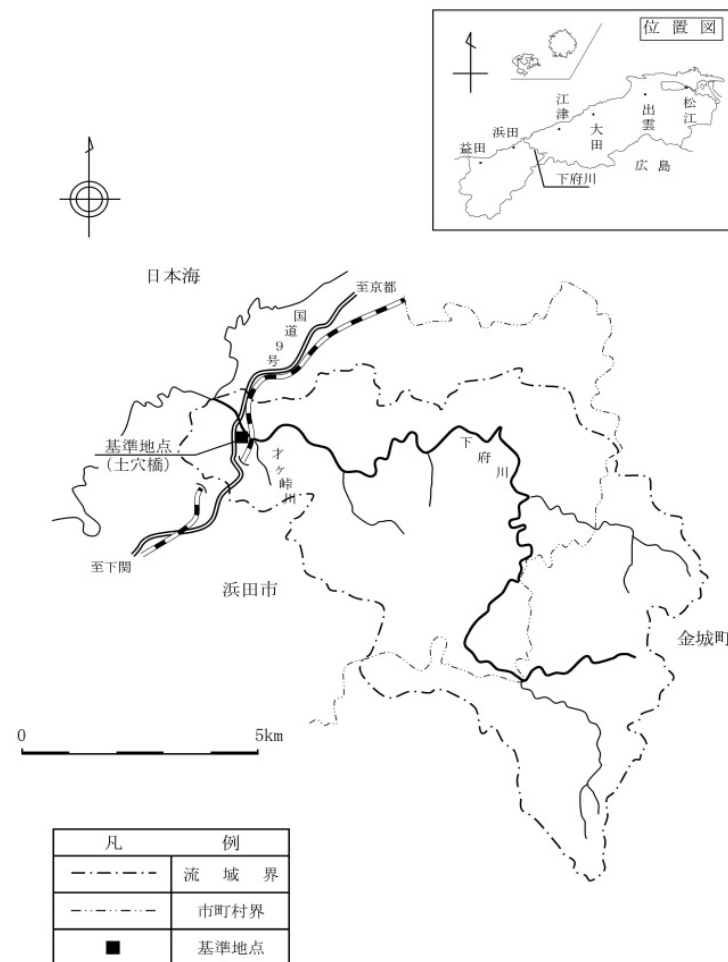 位置図
江津
大田
出雲
松江
浜田
益田
広島
下府川
日本海
至京都
国道9号
基準地点
(土穴橋)
才ヶ峠川
下府川
至下関
浜田市
金城町
0 5km
凡例
流域界
市町村界
基準地点